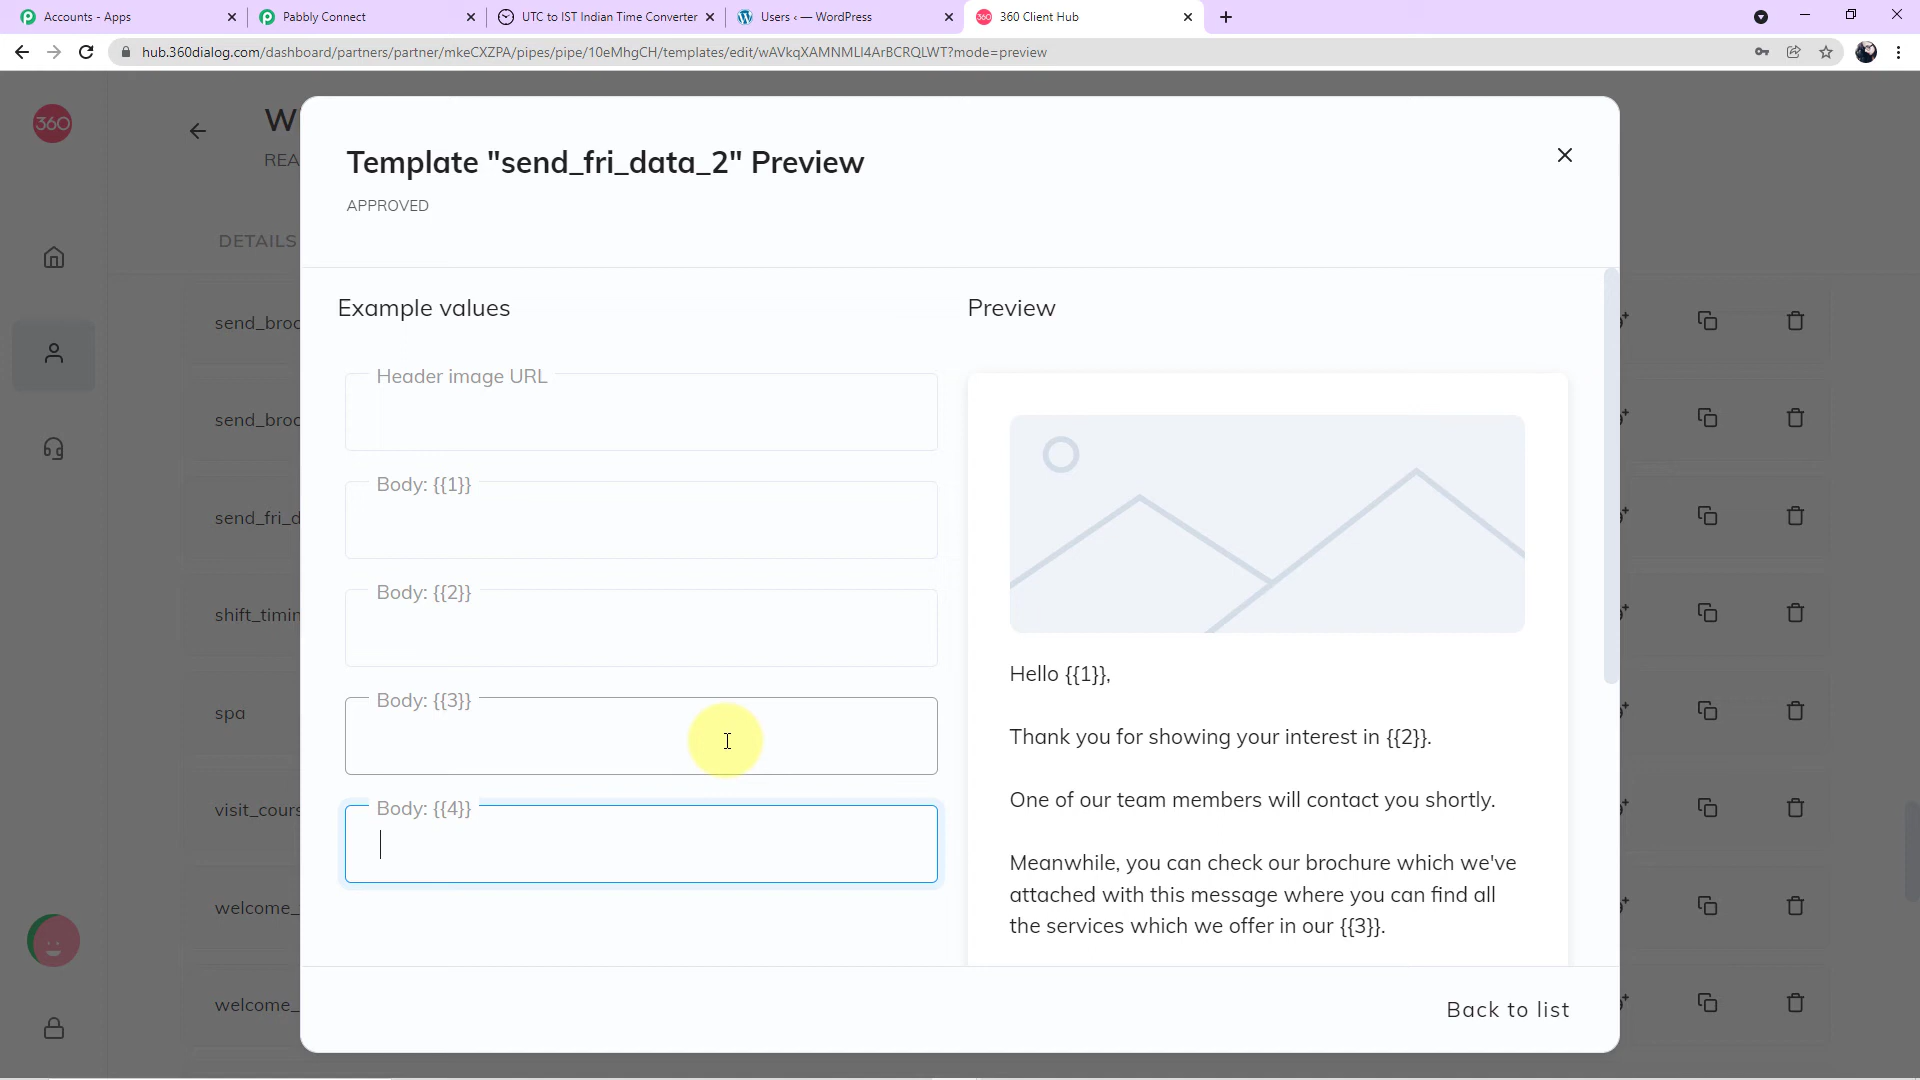 Accounts - Apps
Pabbly Connect
UTC to IST Indian Time Converter
Users ‹ — WordPress
360 Client Hub
hub.360dialog.com/dashboard/partners/partner/mkeCXZPA/pipes/pipe/10eMhgCH/templates/edit/wAVkqXAMNMLI4ArBCRQLWT?mode=preview
360
W
REA
DETAILS
Template "send_fri_data_2" Preview
APPROVED
Example values
Preview
Header image URL
Body: {{1}}
Body: {{2}}
Body: {{3}}
Body: {{4}}
Hello {{1}},
Thank you for showing your interest in {{2}}.
One of our team members will contact you shortly.
Meanwhile, you can check our brochure which we've
attached with this message where you can find all
the services which we offer in our {{3}}.
send_broc
send_broc
send_fri_d
shift_timin
spa
visit_cours
welcome_
welcome_
Back to list